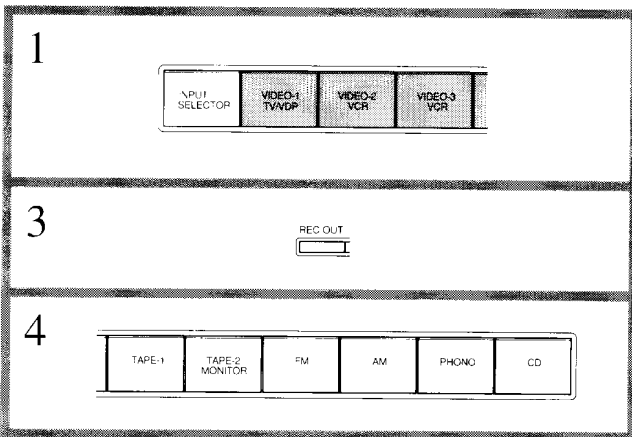 1
INPUT SELECTOR
VIDEO-1 TV/VDP
VIDEO-2 VCR
VIDEO-3 VCR
3
REC OUT
4
TAPE-1
TAPE-2 MONITOR
FM
AM
PHONO
CD